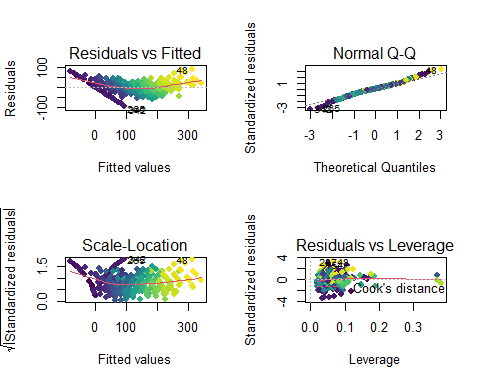 Residuals vs Fitted
Residuals
-100
100
48
0
100
300
Fitted values
Normal Q-Q
Standardized residuals
-3
1
48
-3
-2
-1
0
1
2
3
Theoretical Quantiles
Scale-Location
√|Standardized residuals|
0.0
1.5
48
0
100
300
Fitted values
Residuals vs Leverage
Standardized residuals
-4
0
4
Cook's distance
0.0
0.1
0.2
0.3
Leverage